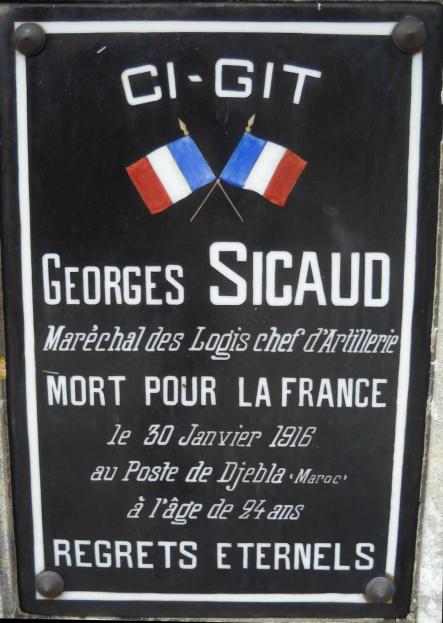 CI-GIT
GEORGES SICAUD
Maréchal des Logis chef d'Artillerie
MORT POUR LA FRANCE
le 30 Janvier 1916
au Poste de Djebla (Maroc)
à l'âge de 24 ans
REGRETS ETERNELS